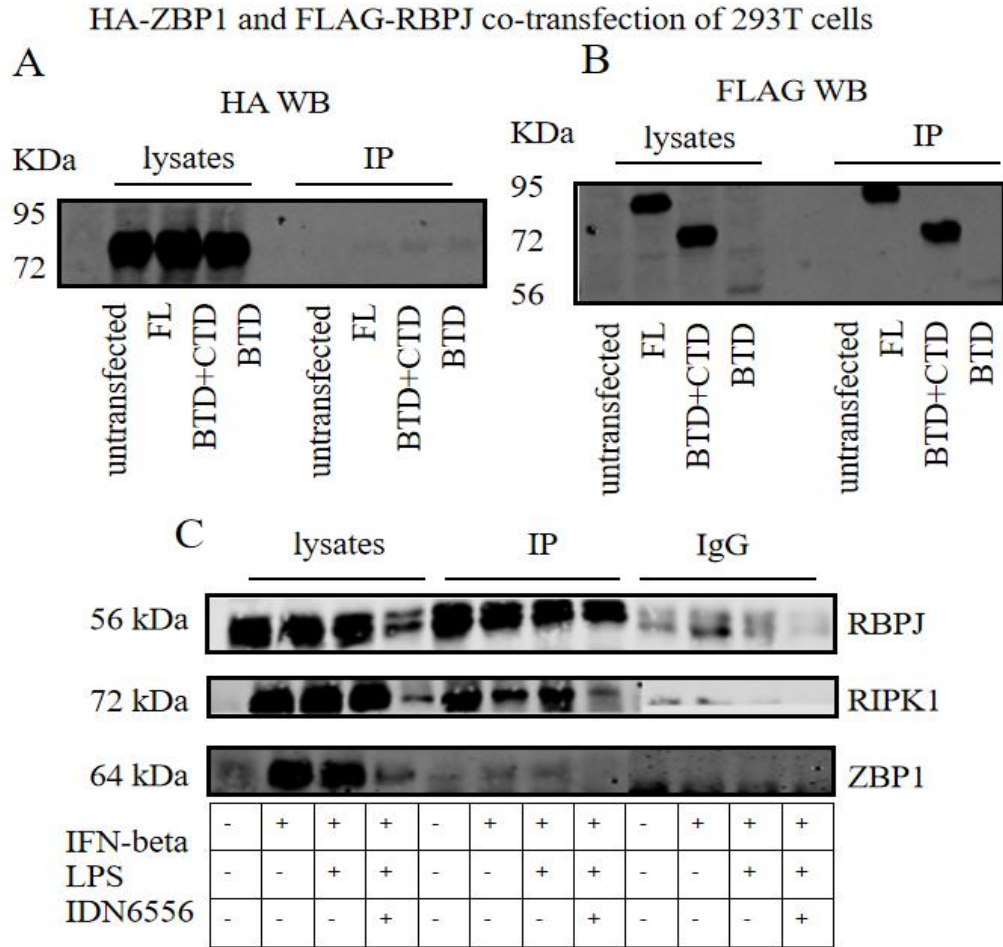 HA-ZBP1 and FLAG-RBPJ co-transfection of 293T cells
A
HA WB
KDa
lysates
IP
95
72
untransfected
FL
BTD+CTD
BTD
untransfected
FL
BTD+CTD
BTD
B
FLAG WB
KDa
lysates
IP
95
72
56
untransfected
FL
BTD+CTD
BTD
untransfected
FL
BTD+CTD
BTD
C
lysates
IP
IgG
56 kDa
RBPJ
72 kDa
RIPK1
64 kDa
ZBP1
IFN-beta - + + + - + + + - + + +
LPS - - + + - - + + - - + +
IDN6556 - - - + - - - + - - - +